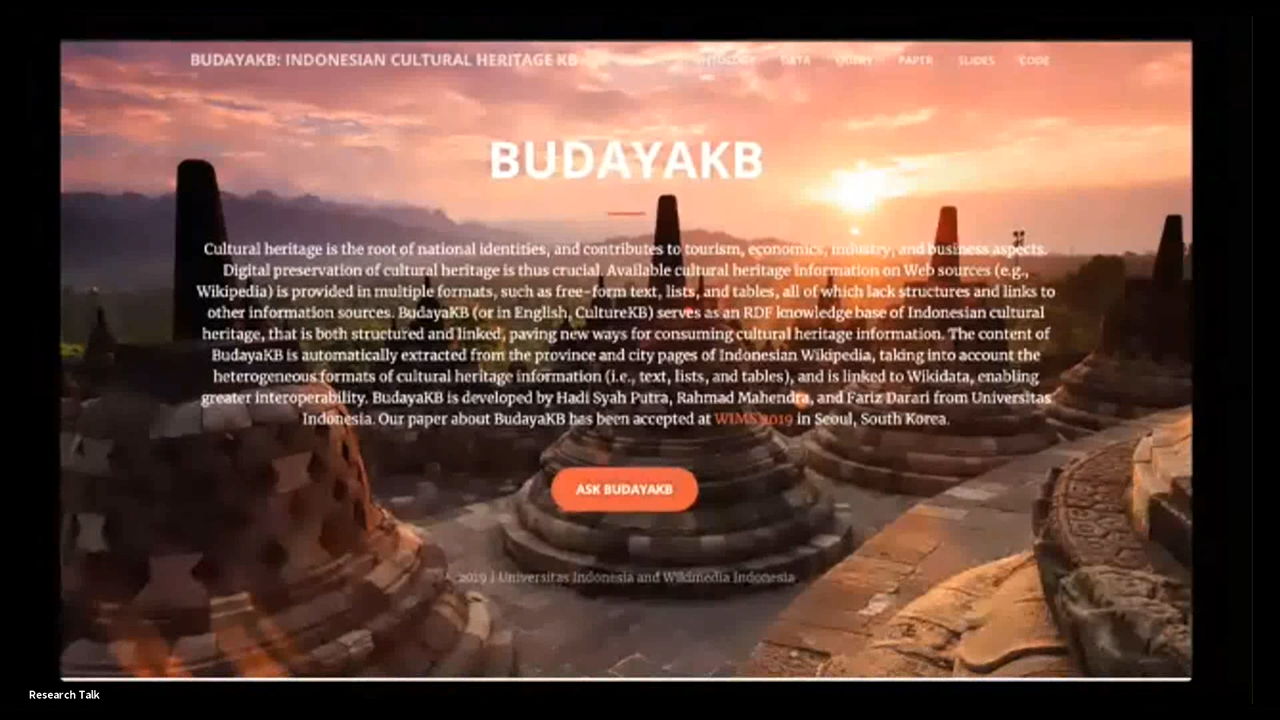 BUDAYAKB: INDONESIAN CULTURAL HERITAGE KB
DATA QUERY PAPER SLIDES CODE
BUDAYAKB
Cultural heritage is the root of national identities, and contributes to tourism, economics, industry, and business aspects.
Digital preservation of cultural heritage is thus crucial. Available cultural heritage information on Web sources (e.g.,
Wikipedia) is provided in multiple formats, such as free-form text, lists, and tables, all of which lack structures and links to
other information sources. BudayaKB (or in English, CultureKB) serves as an RDF knowledge base of Indonesian cultural
heritage, that is both structured and linked, paving new ways for consuming cultural heritage information. The content of
BudayaKB is automatically extracted from the province and city pages of Indonesian Wikipedia, taking into account the
heterogeneous formats of cultural heritage information (i.e., text, lists, and tables), and is linked to Wikidata, enabling
greater interoperability. BudayaKB is developed by Hadi Syah Putra, Rahmad Mahendra, and Fariz Darari from Universitas
Indonesia. Our paper about BudayaKB has been accepted at WIMS 2019 in Seoul, South Korea.
ASK BUDAYAKB
2019 | Universitas Indonesia and Wikimedia Indonesia
Research Talk